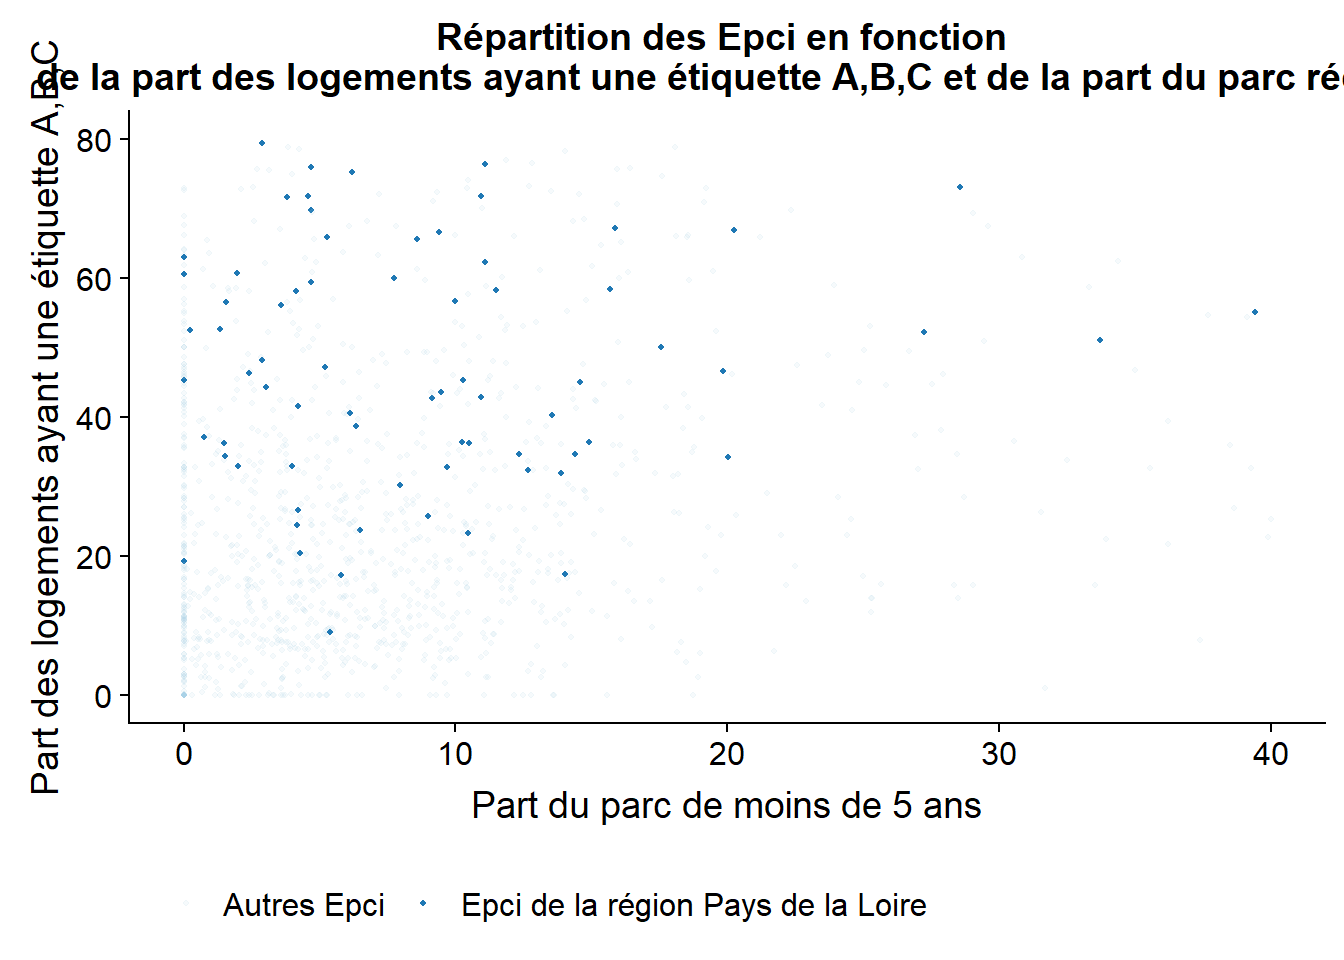 Répartition des Epci en fonction
de la part des logements ayant une étiquette A,B,C et de la part du parc
Part des logements ayant une étiquette A,B,C
80
60
40
20
0
0 10 20 30 40
Part du parc de moins de 5 ans
Autres Epci Epci de la région Pays de la Loire